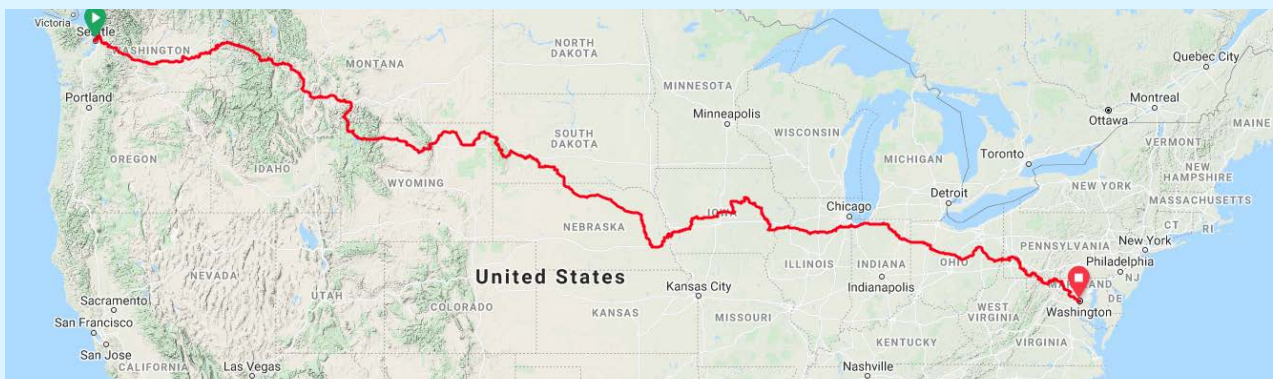 Victoria
Seattle
WASHINGTON
NORTH
DAKOTA
Quebec City
MONTANA
MINNESOTA
Portland
Minneapolis
Ottawa
Montreal
MAINE
SOUTH
DAKOTA
WISCONSIN
VERMONT
OREGON
MICHIGAN
Toronto
NEW
HAMPSHIRE
IDAHO
WYOMING
Detroit
NEW YORK
MASSACHUSETTS
IOWA
Chicago
CT
RI
NEBRASKA
PENNSYLVANIA
New York
NEVADA
United States
ILLINOIS
INDIANA
OHIO
Philadelphia
UTAH
Indianapolis
MARYLAND
NJ
Sacramento
COLORADO
Kansas City
DE
San Francisco
KANSAS
MISSOURI
WEST
VIRGINIA
Washington
San Jose
KENTUCKY
VIRGINIA
CALIFORNIA
Las Vegas
Nashville